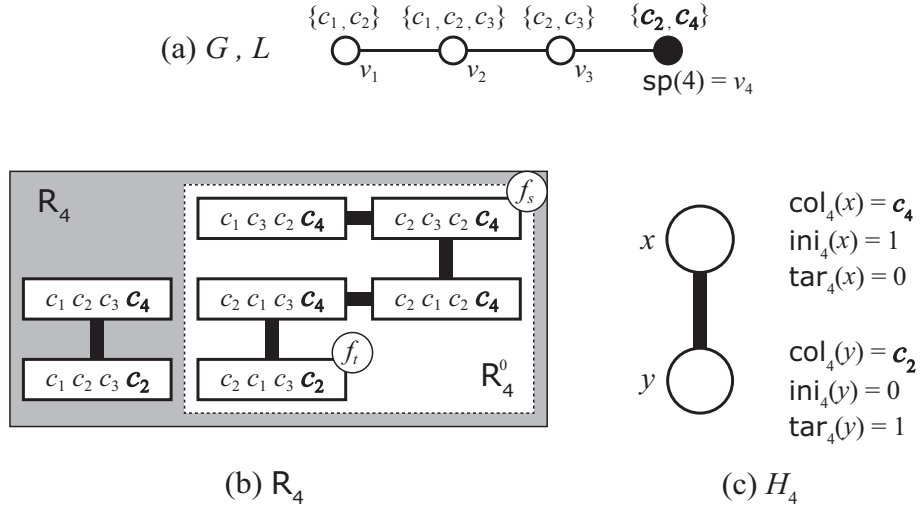 {c₁, c₂} {c₁, c₂, c₃} {c₂, c₃} {c₂, c₄}
(a) G , L
v₁ v₂ v₃
sp(4) = v₄
R₄
fₛ
c₁ c₃ c₂ c₄ c₂ c₃ c₂ c₄
c₁ c₂ c₃ c₄ c₂ c₁ c₃ c₄ c₂ c₁ c₂ c₄
fₜ
c₁ c₂ c₃ c₂ c₂ c₁ c₃ c₂
R₄⁰
x
col₄(x) = c₄
ini₄(x) = 1
tar₄(x) = 0
y
col₄(y) = c₂
ini₄(y) = 0
tar₄(y) = 1
(b) R₄
(c) H₄